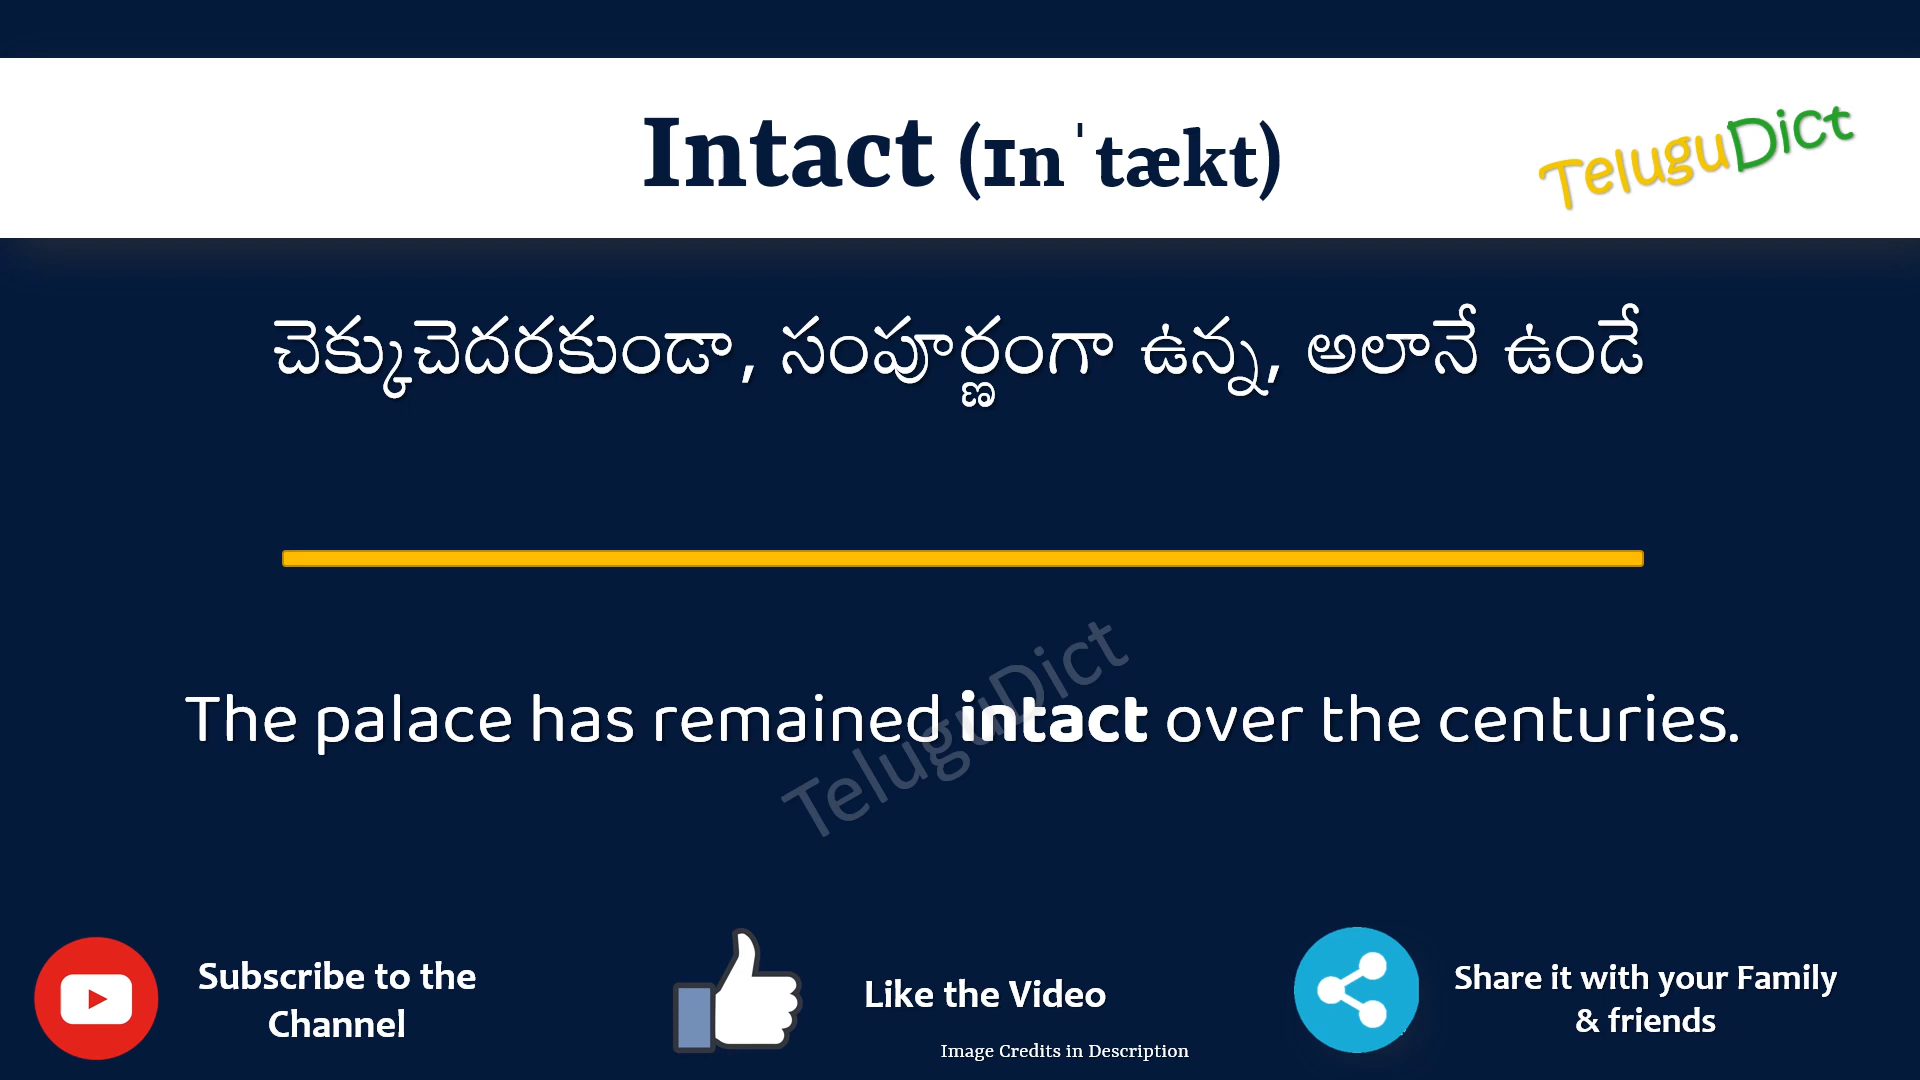 Intact (ɪnˈtækt)
TeluguDict
చెక్కుచెదరకుండా, సంపూర్ణంగా ఉన్న, అలానే ఉండే
The palace has remained intact over the centuries.
TeluguDict
Subscribe to the
Channel
Like the Video
Share it with your Family
& friends
Image Credits in Description